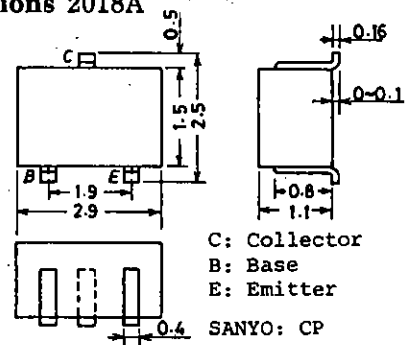 ions 2018A
C
0.5
1.5
2.5
B
E
1.9
2.9
0.16
0~0.1
0.8
1.1
0.4
C: Collector
B: Base
E: Emitter
SANYO: CP